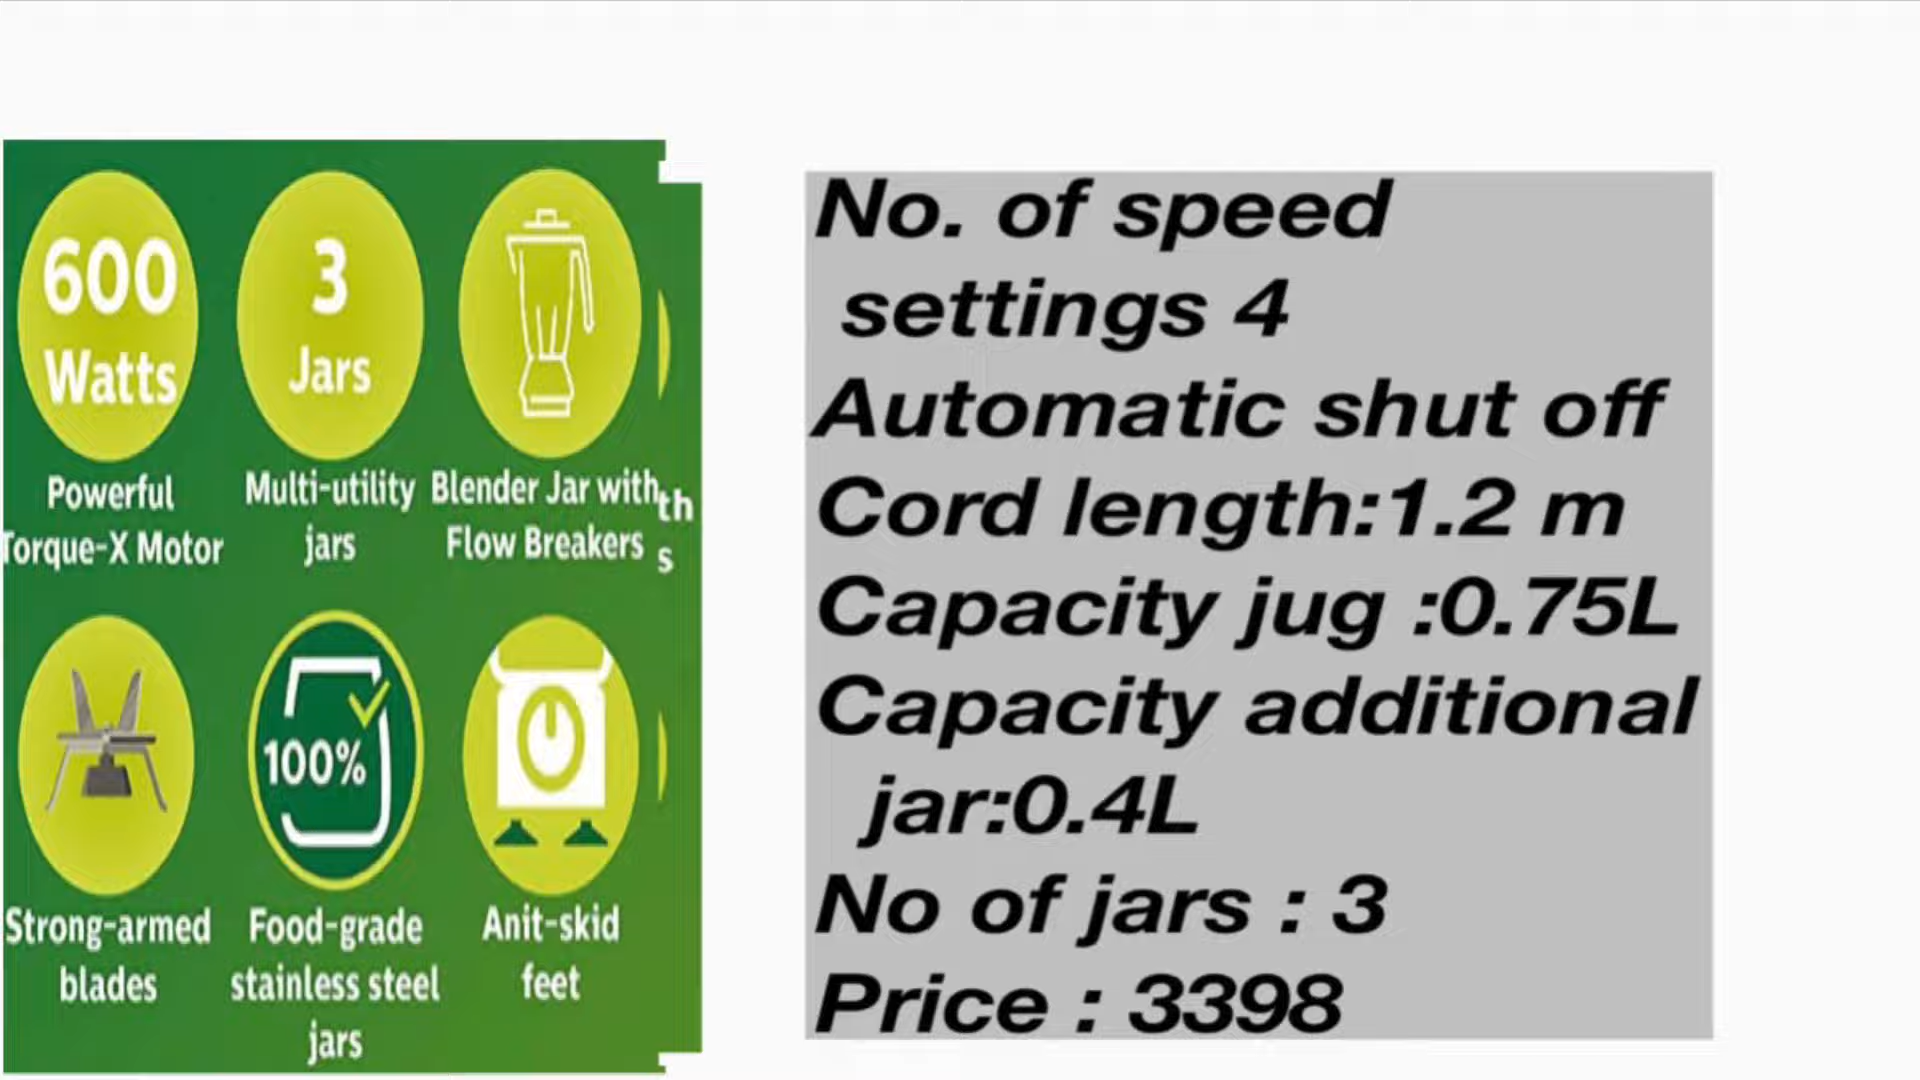 600
Watts
Powerful
Torque-X Motor
3
Jars
Multi-utility
jars
Blender Jar with
Flow Breakers
th
s
Strong-armed
blades
100%
Food-grade
stainless steel
jars
Anit-skid
feet
No. of speed
settings 4
Automatic shut off
Cord length:1.2 m
Capacity jug :0.75L
Capacity additional
jar:0.4L
No of jars : 3
Price : 3398